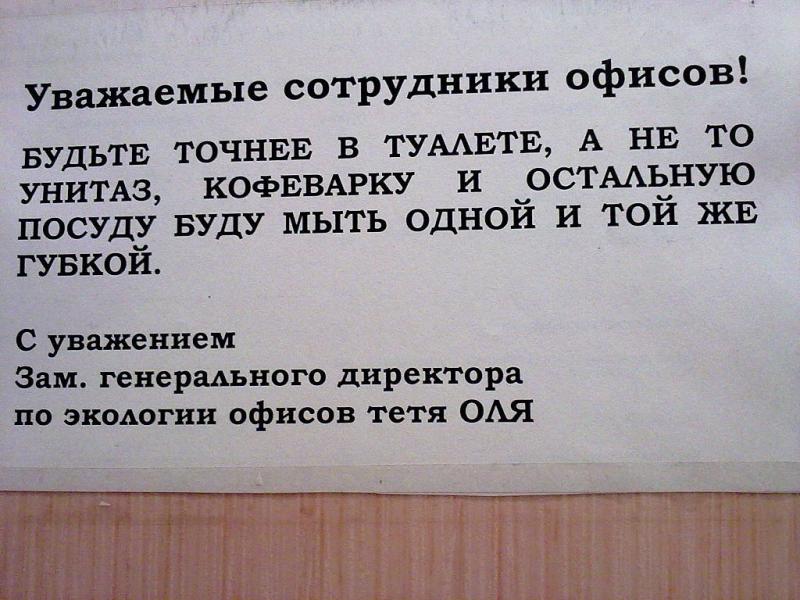 Уважаемые сотрудники офисов!
БУДЬТЕ ТОЧНЕЕ В ТУАЛЕТЕ, А НЕ ТО
УНИТАЗ, КОФЕВАРКУ И ОСТАЛЬНУЮ
ПОСУДУ БУДУ МЫТЬ ОДНОЙ И ТОЙ ЖЕ
ГУБКОЙ.
С уважением
Зам. генерального директора
по экологии офисов тетя ОЛЯ